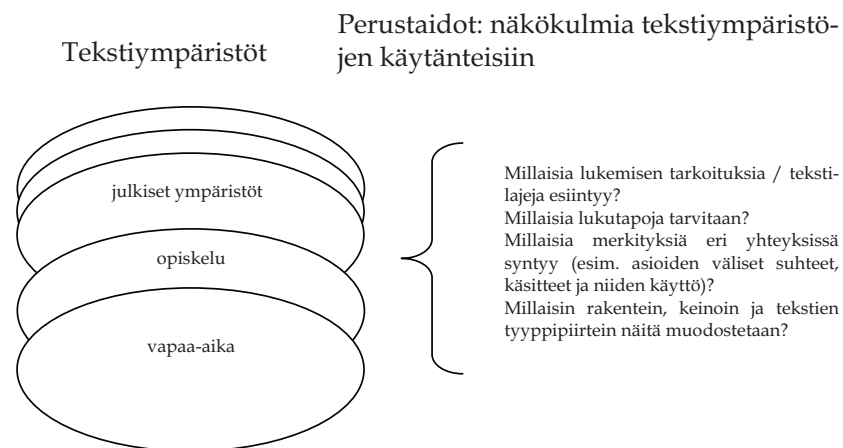 Tekstiympäristöt
Perustaidot: näkökulmia tekstiympäristö-
jen käytänteisiin
julkiset ympäristöt
opiskelu
vapaa-aika
Millaisia lukemisen tarkoituksia / teksti-
lajeja esiintyy?
Millaisia lukutapoja tarvitaan?
Millaisia merkityksiä eri yhteyksissä
syntyy (esim. asioiden väliset suhteet,
käsitteet ja niiden käyttö)?
Millaisin rakentein, keinoin ja tekstien
tyyppipiirtein näitä muodostetaan?